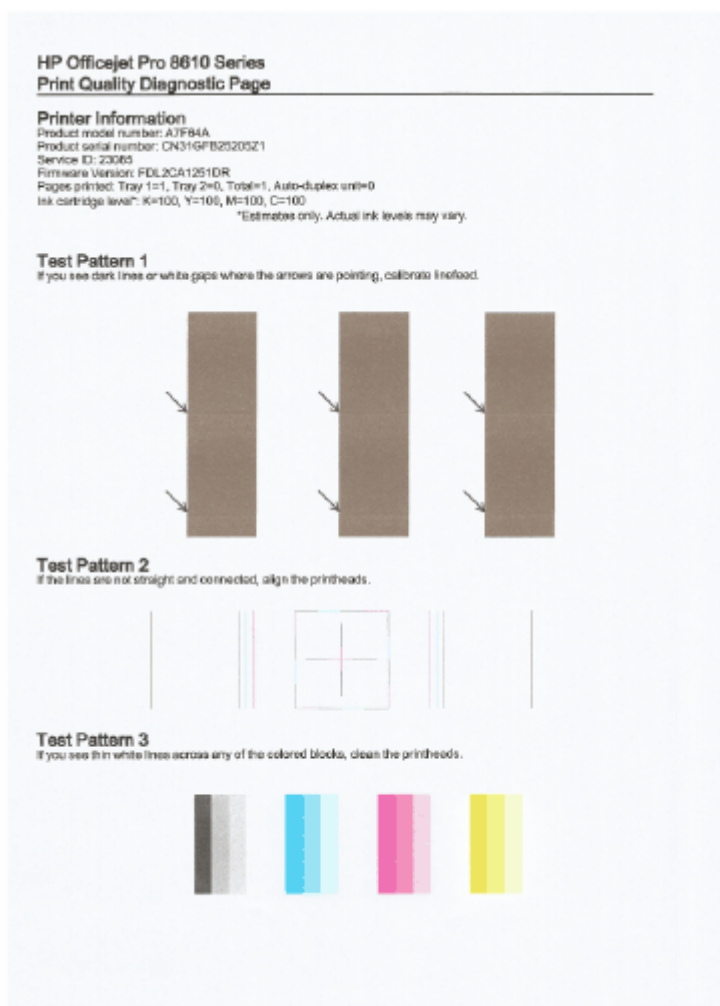 HP Officejet Pro 8610 Series
Print Quality Diagnostic Page
Printer Information
Product model number: A7F64A
Product serial number: CN31GFB25205Z1
Service ID: 23065
Firmware Version: FDL2CA1251DR
Pages printed: Tray 1=1, Tray 2=0, Total=1, Auto-duplex unit=0
Ink cartridge level*: K=100, Y=100, M=100, C=100
*Estimates only. Actual ink levels may vary.
Test Pattern 1
If you see dark lines or white gaps where the arrows are pointing, calibrate linefeed.
Test Pattern 2
If the lines are not straight and connected, align the printheads.
Test Pattern 3
If you see thin white lines across any of the colored blocks, clean the printheads.